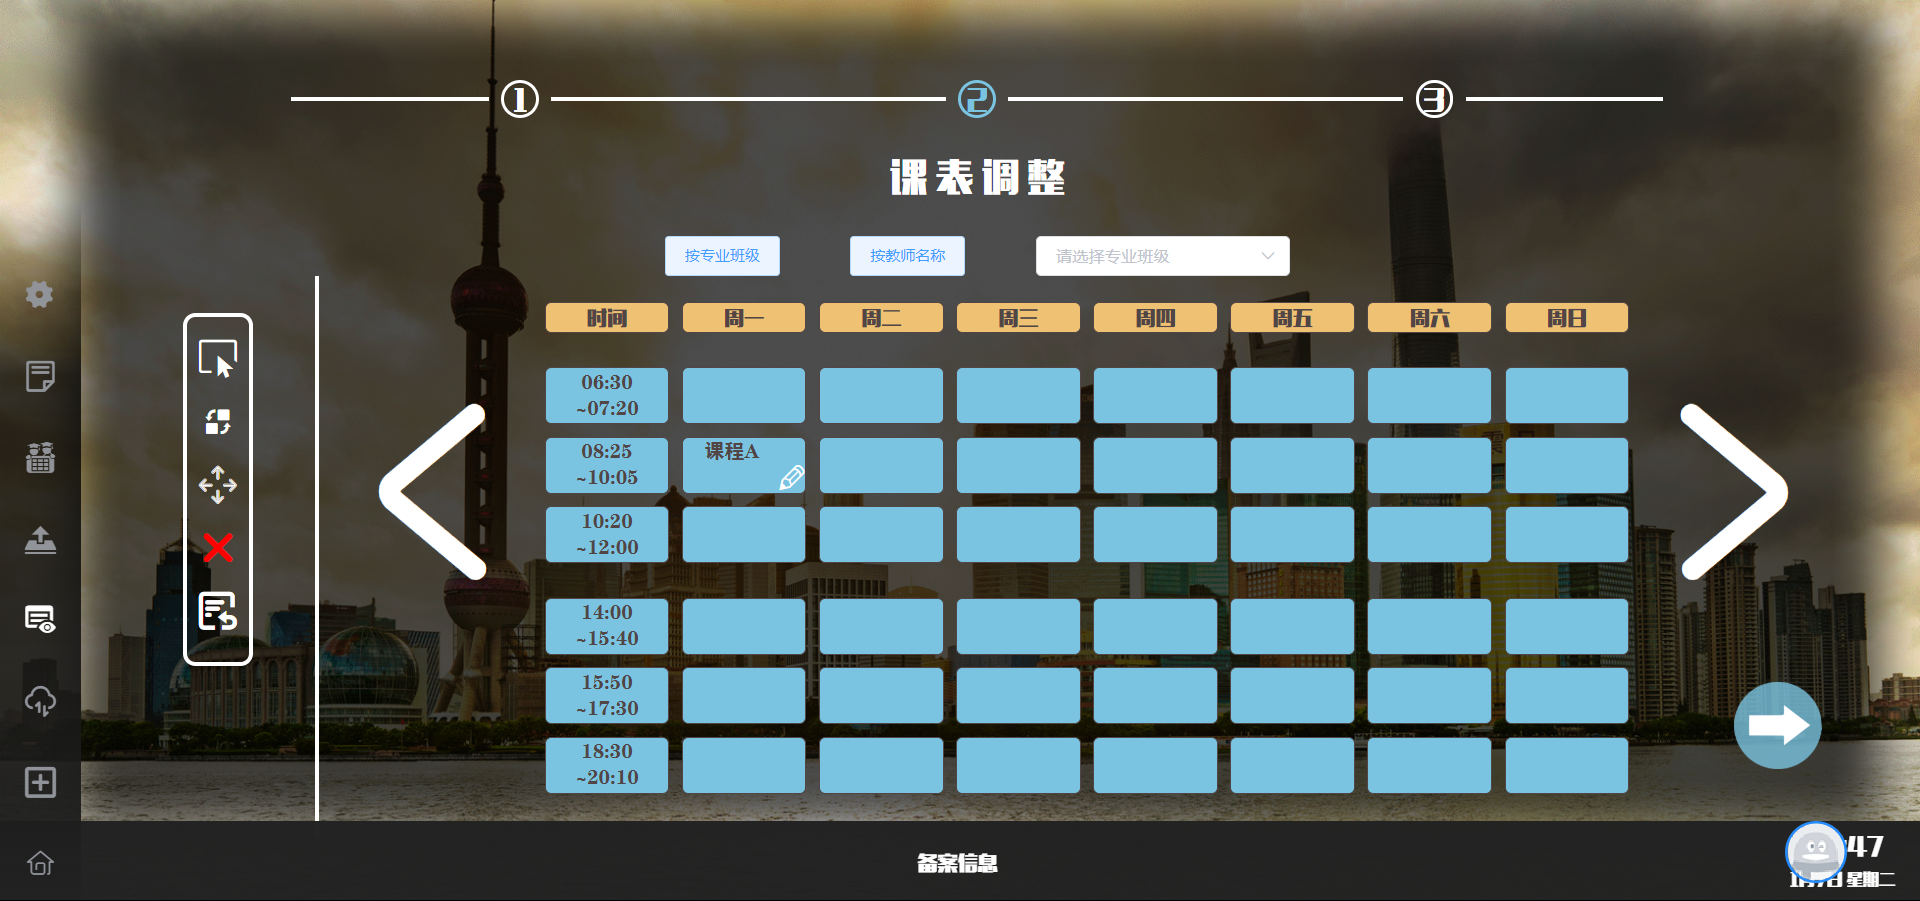 1
2
3
课表调整
按专业班级
按教师名称
请选择专业班级
时间 周一 周二 周三 周四 周五 周六 周日
06:30
~07:20
08:25
~10:05
课程A
10:20
~12:00
14:00
~15:40
15:50
~17:30
18:30
~20:10
备案信息
47
星期二